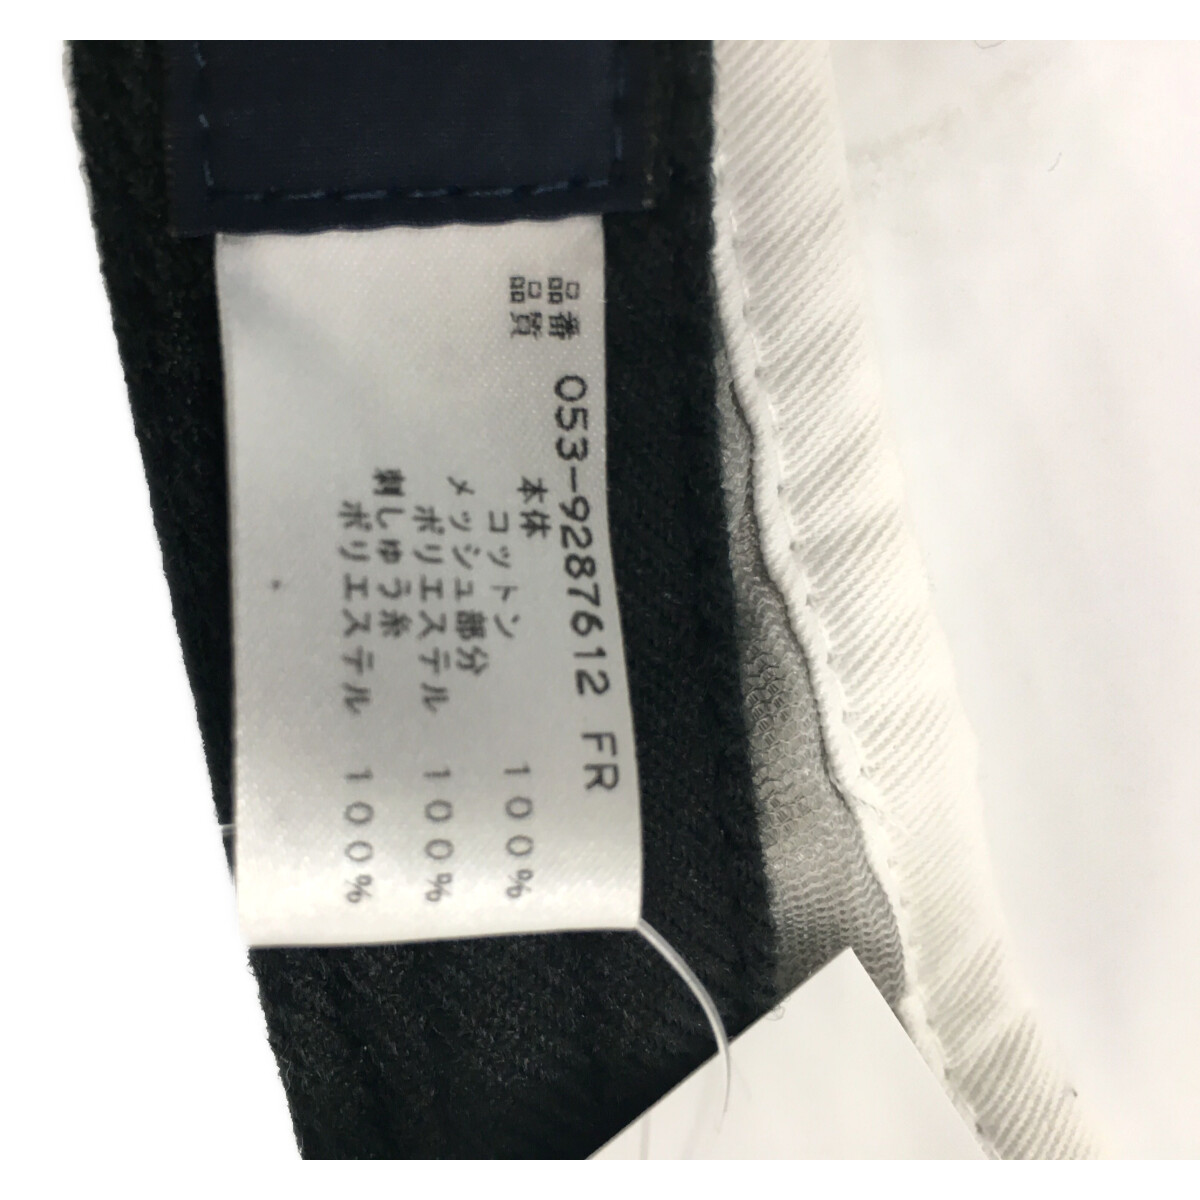 品番 053-9287612 FR
品質
本体
コットン 100%
メッシュ部分
ポリエステル 100%
刺しゅう糸
ポリエステル 100%